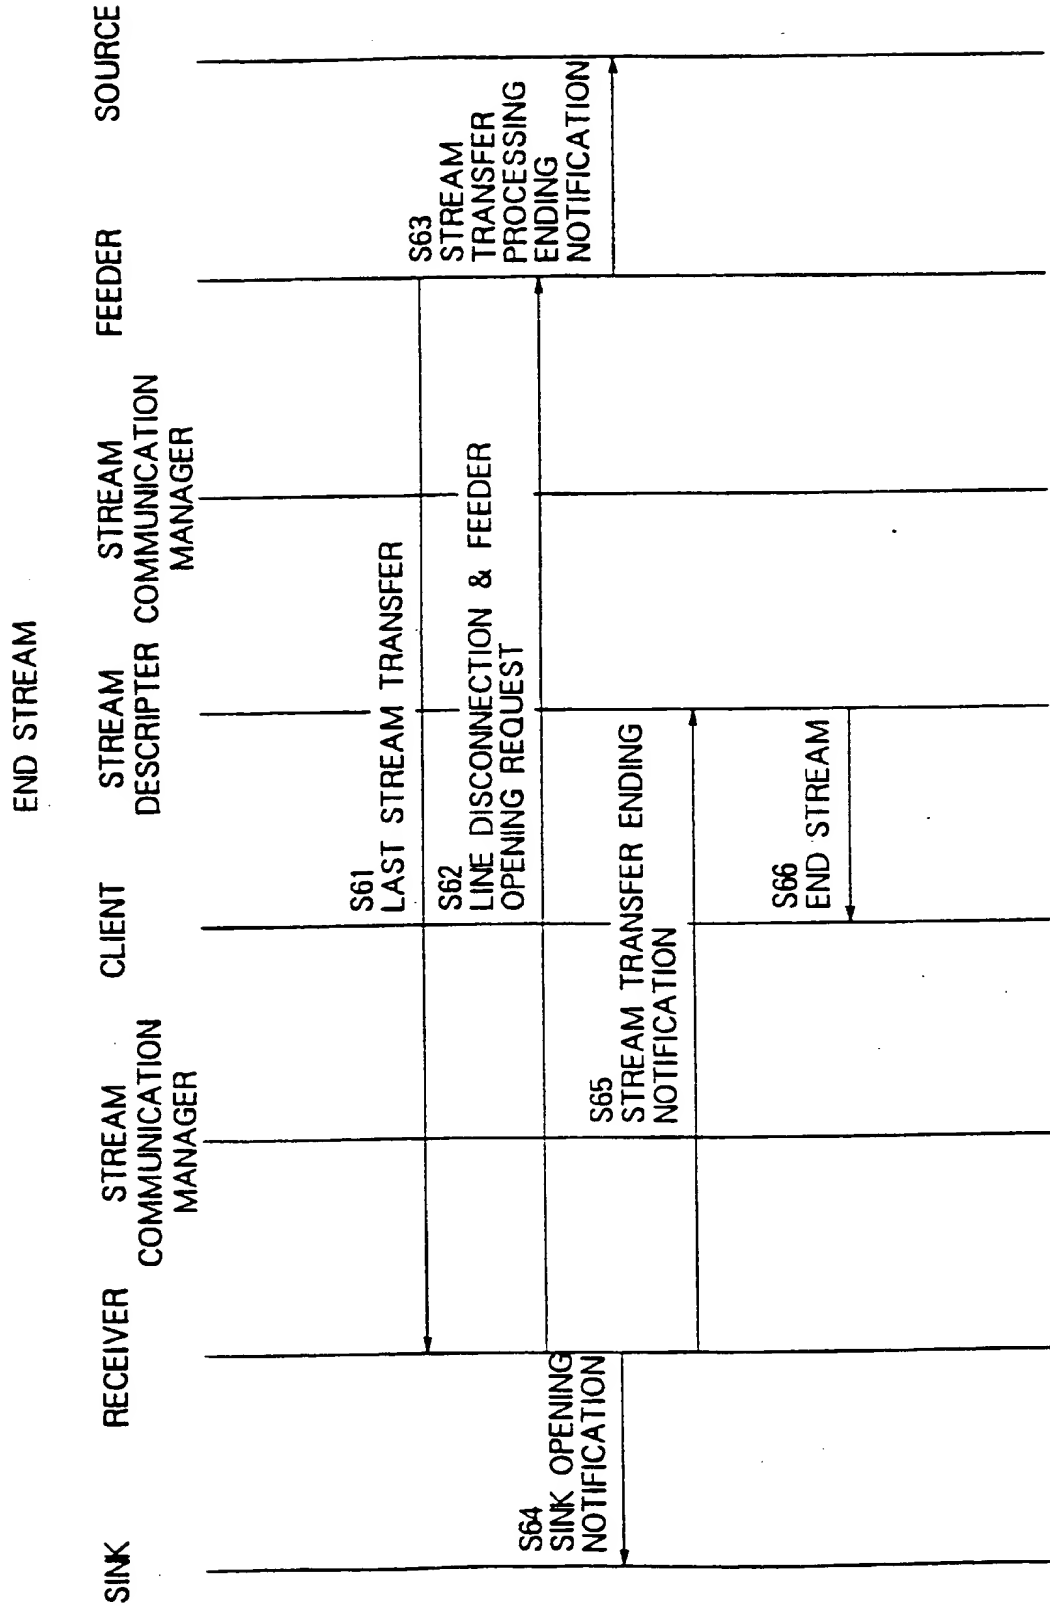 END STREAM
SINK
RECEIVER
STREAM
COMMUNICATION
MANAGER
CLIENT
STREAM
DESCRIPTER
STREAM
COMMUNICATION
MANAGER
FEEDER
SOURCE
S61
LAST STREAM TRANSFER
S62
LINE DISCONNECTION & FEEDER
OPENING REQUEST
S63
STREAM
TRANSFER
PROCESSING
ENDING
NOTIFICATION
S64
SINK OPENING
NOTIFICATION
S65
STREAM TRANSFER ENDING
NOTIFICATION
S66
END STREAM